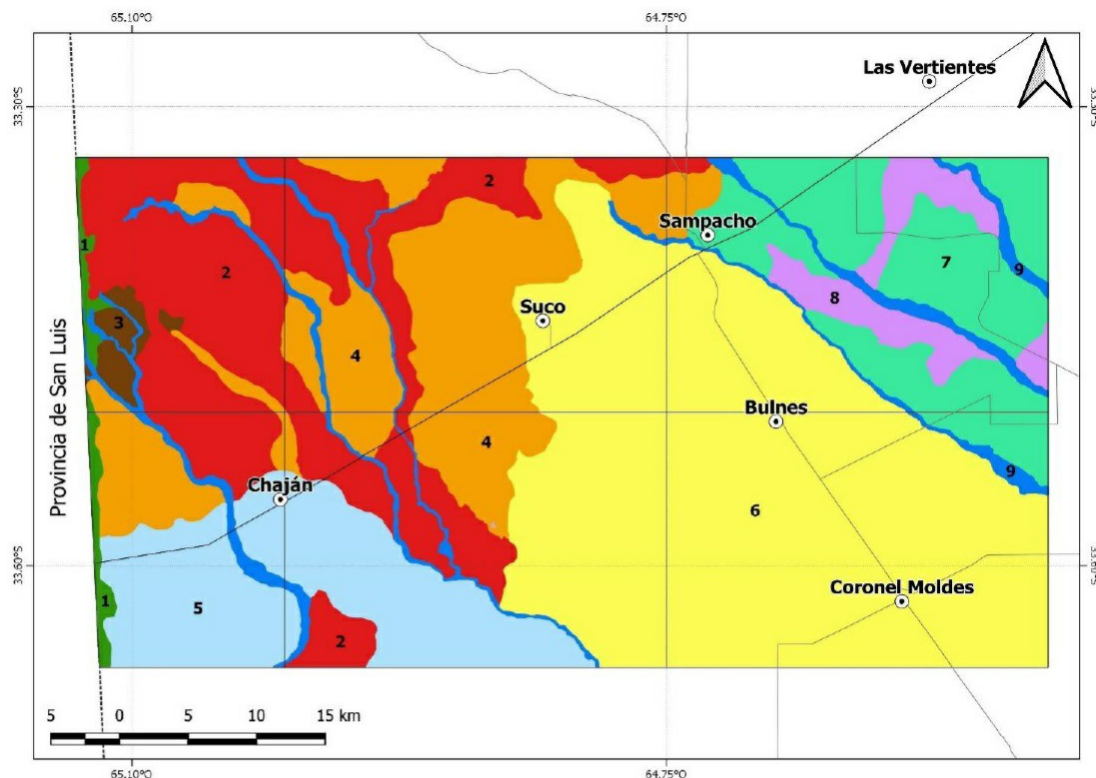 65.10°O
64.75°O
Las Vertientes
33.30°S
33.30°S
2
Sampacho
1
2
7
9
8
Suco
3
4
Provincia de San Luis
Bulnes
4
9
Chaján
6
33.60°S
33.60°S
Coronel Moldes
1
5
2
5 0 5 10 15 km
65.10°O
64.75°O